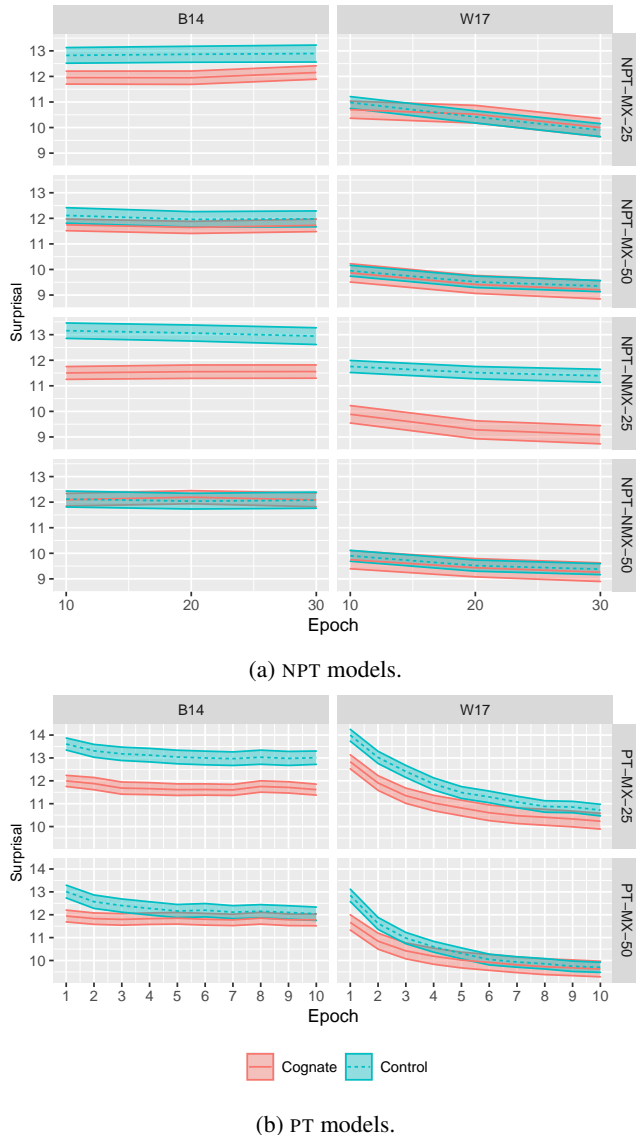 B14 W17
13
12
11
10
9
NPT−MX−25
13
12
11
10
9
NPT−MX−50
13
12
11
10
9
NPT−NMX−25
13
12
11
10
9
NPT−NMX−50
Surprisal
10 20 30 10 20 30
Epoch
(a) NPT models.
B14 W17
14
13
12
11
10
PT−MX−25
14
13
12
11
10
PT−MX−50
Surprisal
1 2 3 4 5 6 7 8 9 10 1 2 3 4 5 6 7 8 9 10
Epoch
Cognate Control
(b) PT models.